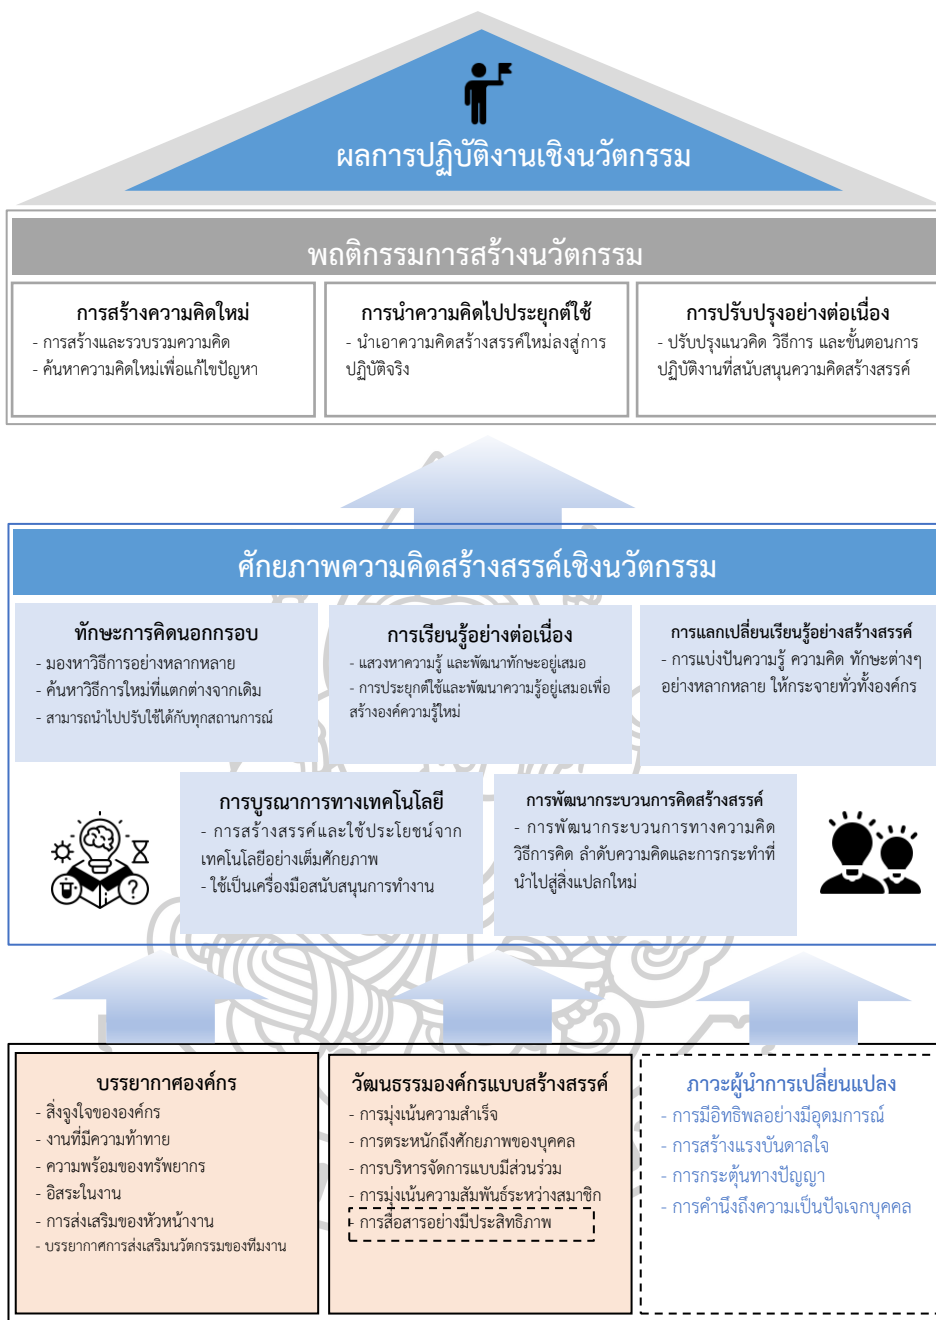 ผลการปฏิบัติงานเชิงนวัตกรรม
พฤติกรรมการสร้างนวัตกรรม
การสร้างความคิดใหม่
- การสร้างและรวบรวมความคิด
- ค้นหาความคิดใหม่เพื่อแก้ไขปัญหา
การนำความคิดไปประยุกต์ใช้
- นำเอาความคิดสร้างสรรค์ใหม่ลงสู่การ
ปฏิบัติจริง
การปรับปรุงอย่างต่อเนื่อง
- ปรับปรุงแนวคิด วิธีการ และขั้นตอนการ
ปฏิบัติงานที่สนับสนุนความคิดสร้างสรรค์
ศักยภาพความคิดสร้างสรรค์เชิงนวัตกรรม
ทักษะการคิดนอกกรอบ
- มองหาวิธีการอย่างหลากหลาย
- ค้นหาวิธีการใหม่ที่แตกต่างจากเดิม
- สามารถนำไปปรับใช้ได้กับทุกสถานการณ์
การเรียนรู้อย่างต่อเนื่อง
- แสวงหาความรู้ และพัฒนาทักษะอยู่เสมอ
- การประยุกต์ใช้และพัฒนาความรู้อยู่เสมอเพื่อ
สร้างองค์ความรู้ใหม่
การแลกเปลี่ยนเรียนรู้อย่างสร้างสรรค์
- การแบ่งปันความรู้ ความคิด ทักษะต่างๆ
อย่างหลากหลาย ให้กระจายทั่วทั้งองค์กร
การบูรณาการทางเทคโนโลยี
- การสร้างสรรค์และใช้ประโยชน์จาก
เทคโนโลยีอย่างเต็มศักยภาพ
- ใช้เป็นเครื่องมือสนับสนุนการทำงาน
การพัฒนากระบวนการคิดสร้างสรรค์
- การพัฒนากระบวนการทางความคิด
วิธีการคิด ลำดับความคิดและการกระทำที่
นำไปสู่สิ่งแปลกใหม่
บรรยากาศองค์กร
- สิ่งจูงใจขององค์กร
- งานที่มีความท้าทาย
- ความพร้อมของทรัพยากร
- อิสระในงาน
- การส่งเสริมของหัวหน้างาน
- บรรยากาศการส่งเสริมนวัตกรรมของทีมงาน
วัฒนธรรมองค์กรแบบสร้างสรรค์
- การมุ่งเน้นความสำเร็จ
- การตระหนักถึงศักยภาพของบุคคล
- การบริหารจัดการแบบมีส่วนร่วม
- การมุ่งเน้นความสัมพันธ์ระหว่างสมาชิก
- การสื่อสารอย่างมีประสิทธิภาพ
ภาวะผู้นำการเปลี่ยนแปลง
- การมีอิทธิพลอย่างมีอุดมการณ์
- การสร้างแรงบันดาลใจ
- การกระตุ้นทางปัญญา
- การคำนึงถึงความเป็นปัจเจกบุคคล